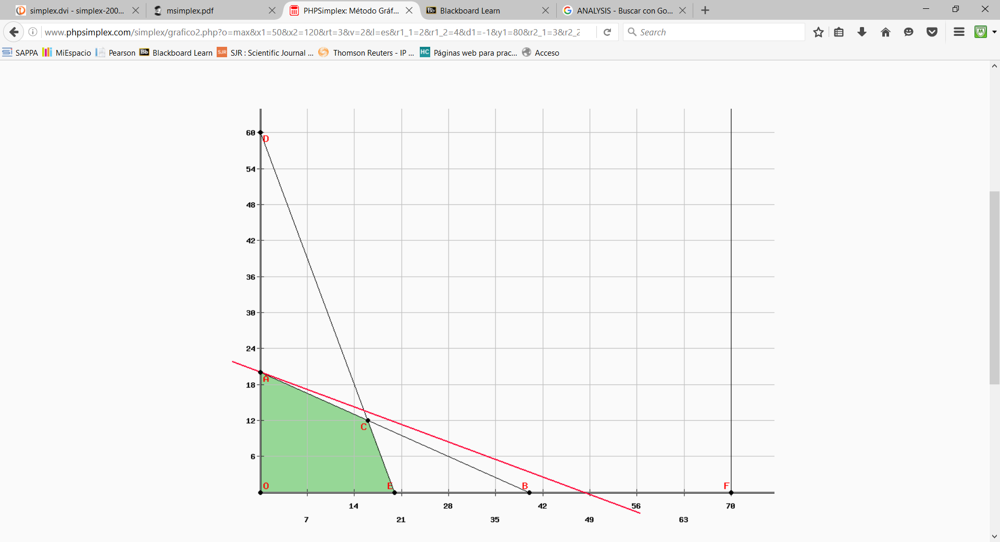 simplex.dvi - simplex-200...
msimplex.pdf
PHPSimplex: Método Gráf...
Bb Blackboard Learn
ANALYSIS - Buscar con Go...
www.phpsimplex.com/simplex/grafico2.php?o=max&x1=50&x2=120&rt=3&v=2&l=es&r1_1=2&r1_2=4&d1=-1&y1=80&r2_1=3&r2_2
Search
SAPPA
MiEspacio
Pearson
Bb Blackboard Learn
SJR SJR : Scientific Journal ...
Thomson Reuters - IP ...
HC Páginas web para prac...
Acceso
60
D
54
48
42
36
30
24
A
18
12
C
6
O
E
B
F
14
28
42
56
70
7
21
35
49
63